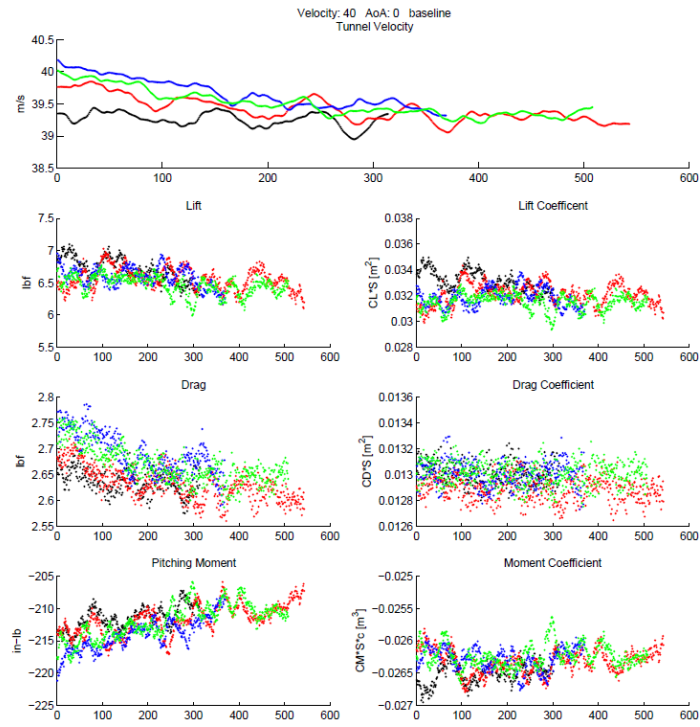 Velocity: 40 AoA: 0 baseline
Tunnel Velocity
40.5
40
39.5
39
38.5
m/s
0 100 200 300 400 500 600
Lift
7.5
7
6.5
6
5.5
lbf
0 100 200 300 400 500 600
Lift Coefficent
0.038
0.036
0.034
0.032
0.03
0.028
CL*S [m²]
0 100 200 300 400 500 600
Drag
2.8
2.75
2.7
2.65
2.6
2.55
lbf
0 100 200 300 400 500 600
Drag Coefficient
0.0136
0.0134
0.0132
0.013
0.0128
0.0126
CD*S [m²]
0 100 200 300 400 500 600
Pitching Moment
−205
−210
−215
−220
−225
in−lb
0 100 200 300 400 500 600
Moment Coefficient
−0.025
−0.0255
−0.026
−0.0265
−0.027
CM*S*c [m³]
0 100 200 300 400 500 600